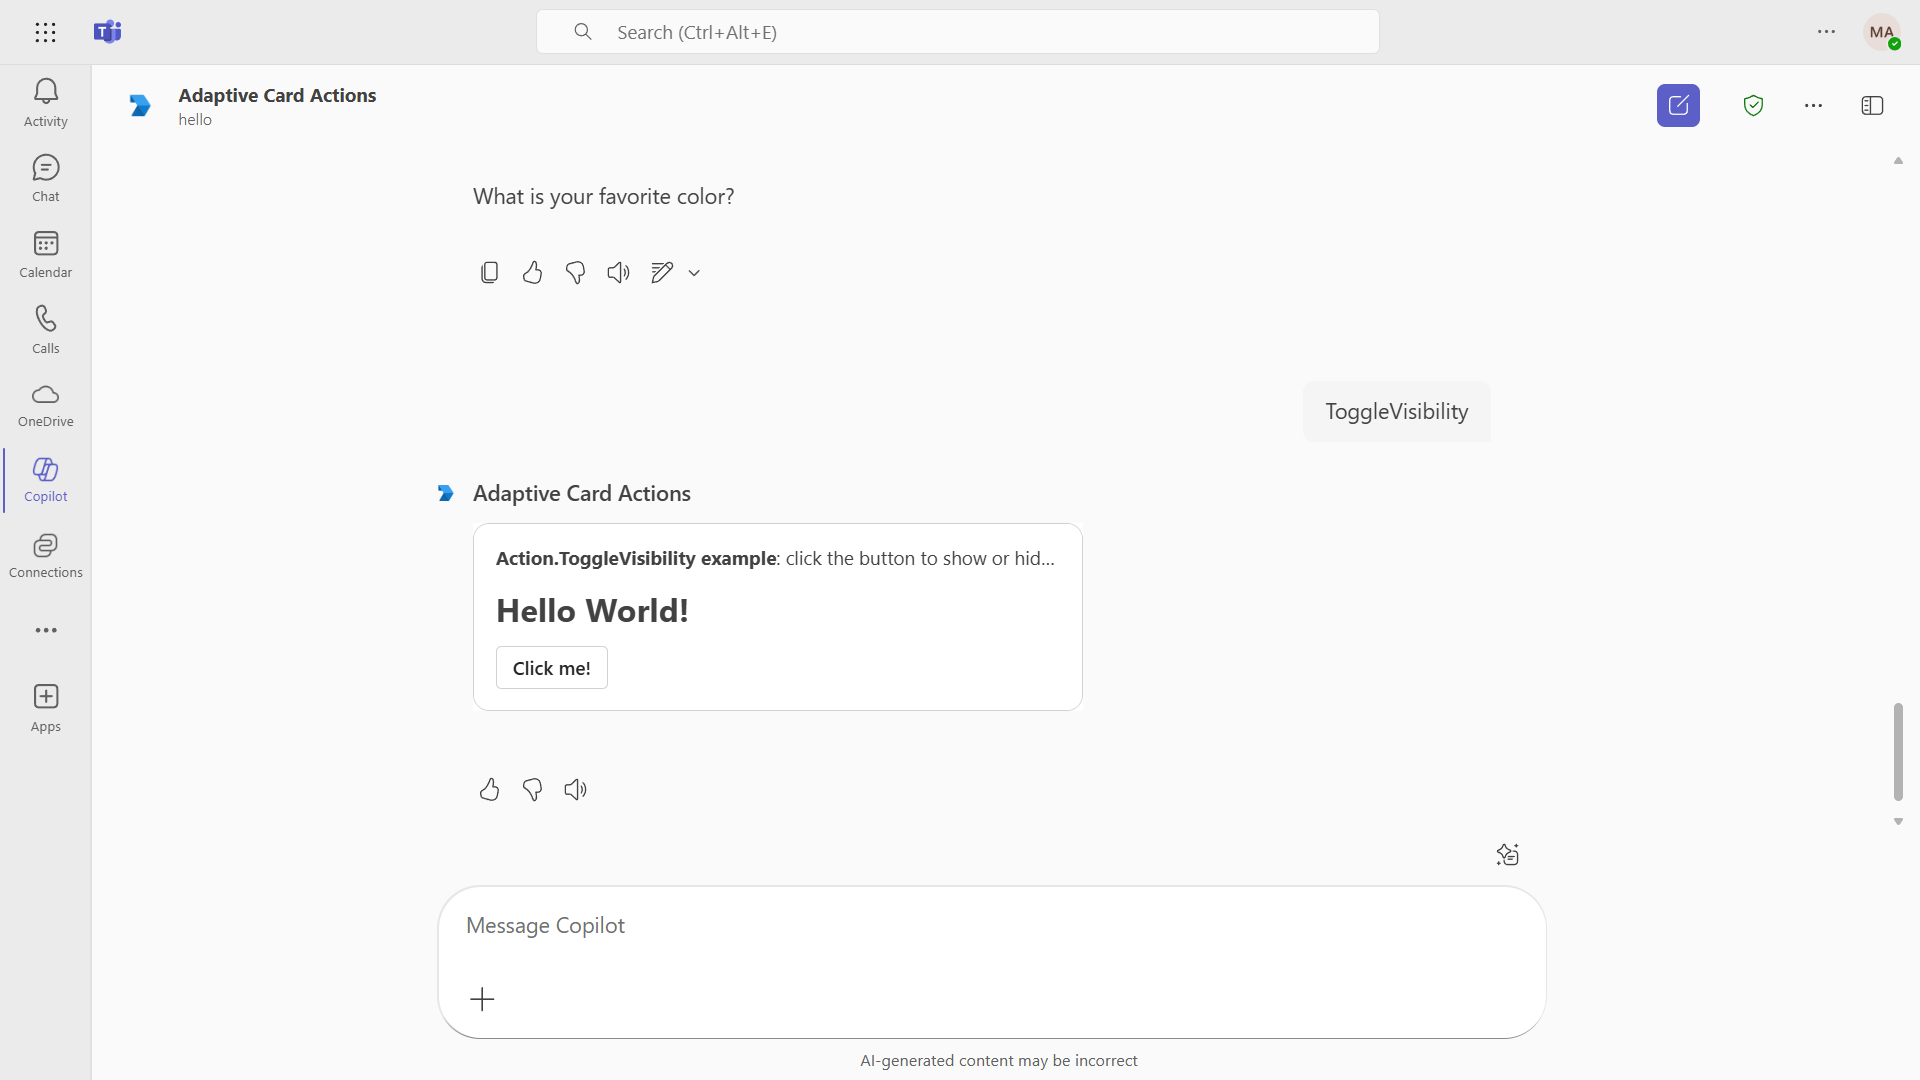 Search (Ctrl+Alt+E)
MA
Activity
Chat
Calendar
Calls
OneDrive
Copilot
Connections
Apps
Adaptive Card Actions
hello
What is your favorite color?
ToggleVisibility
Adaptive Card Actions
Action.ToggleVisibility example: click the button to show or hid...
Hello World!
Click me!
Message Copilot
AI-generated content may be incorrect